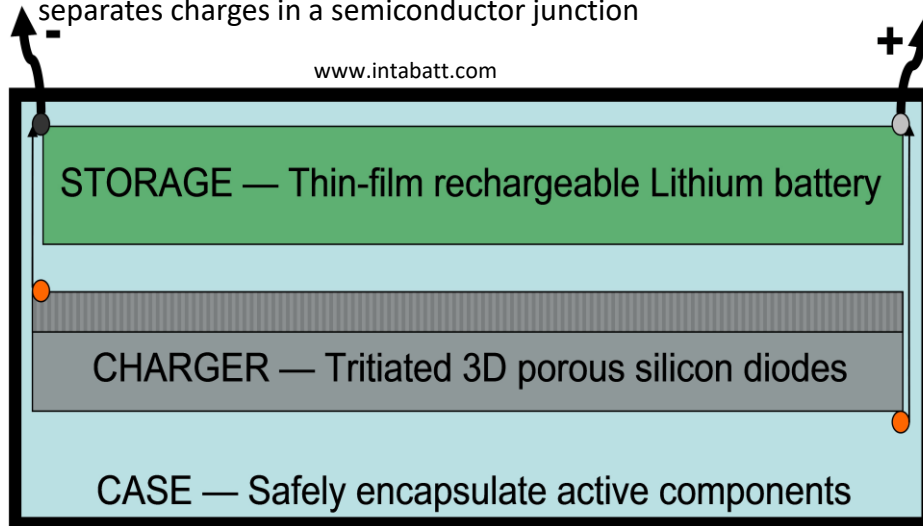 separates charges in a semiconductor junction
- +
www.intabatt.com
STORAGE — Thin-film rechargeable Lithium battery
CHARGER — Tritiated 3D porous silicon diodes
CASE — Safely encapsulate active components